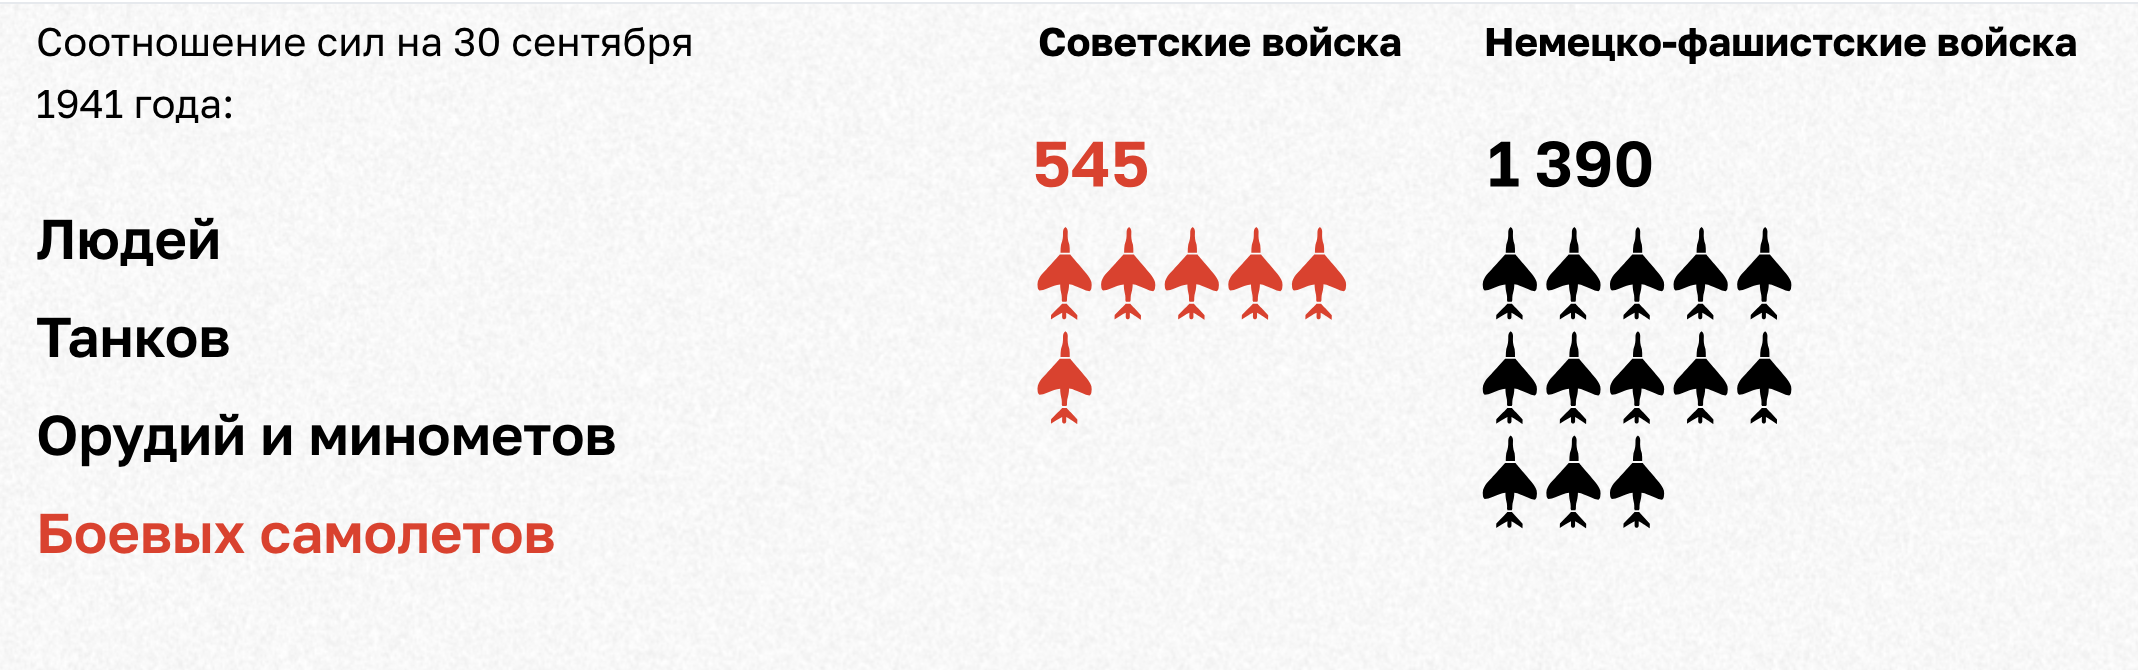 Соотношение сил на 30 сентября
1941 года:
Людей
Танков
Орудий и минометов
Боевых самолетов
Советские войска
545
Немецко-фашистские войска
1 390